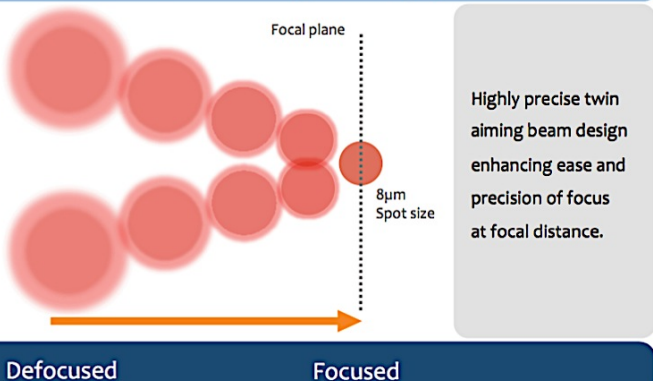 Focal plane
Highly precise twin
aiming beam design
enhancing ease and
precision of focus
at focal distance.
8µm
Spot size
Defocused
Focused